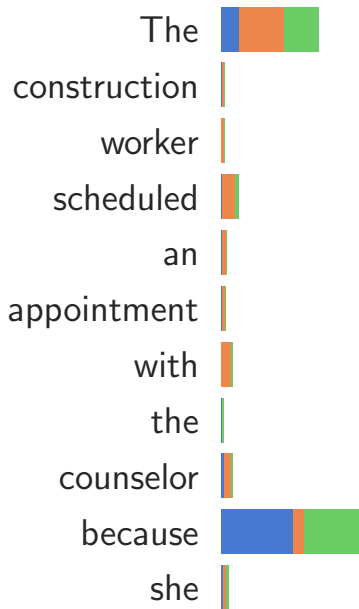 The
construction
worker
scheduled
an
appointment
with
the
counselor
because
she